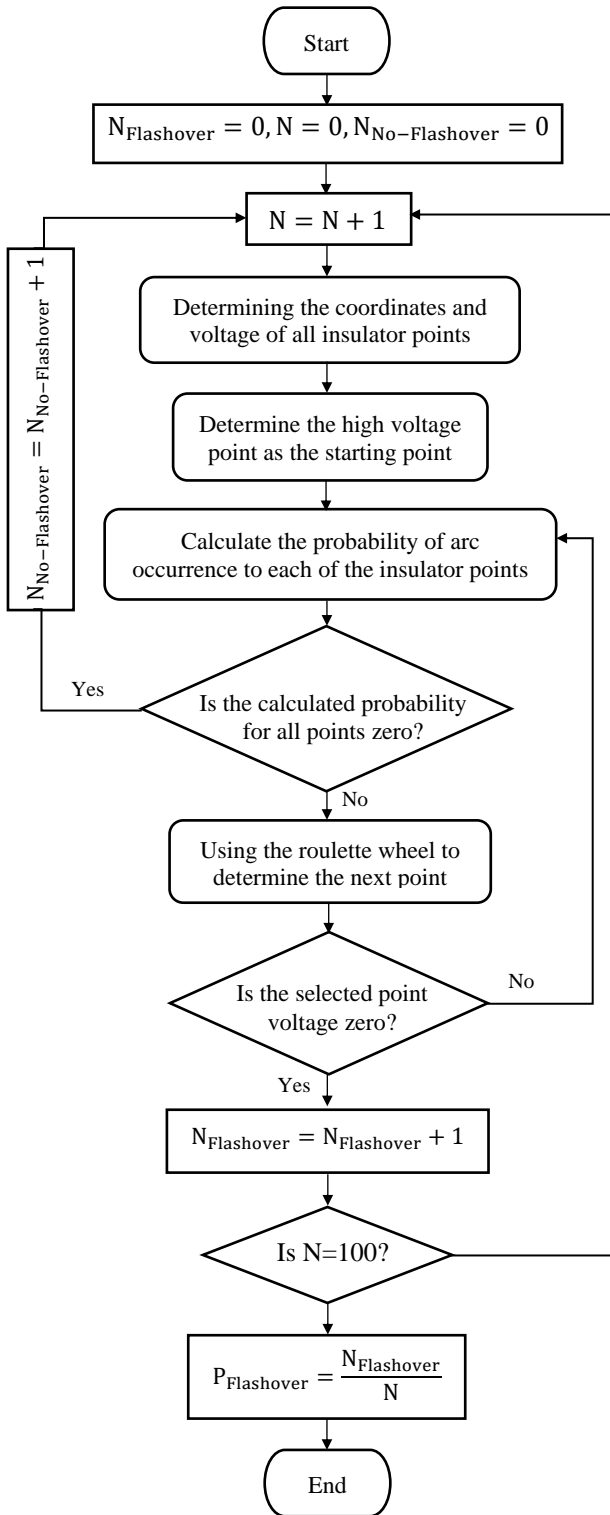 Start
N_Flashover = 0, N = 0, N_No−Flashover = 0
N = N + 1
N_No−Flashover = N_No−Flashover + 1
Determining the coordinates and
voltage of all insulator points
Determine the high voltage
point as the starting point
Calculate the probability of arc
occurrence to each of the insulator points
Yes
Is the calculated probability
for all points zero?
No
Using the roulette wheel to
determine the next point
Is the selected point
voltage zero?
No
Yes
N_Flashover = N_Flashover + 1
Is N=100?
P_Flashover = N_Flashover / N
End